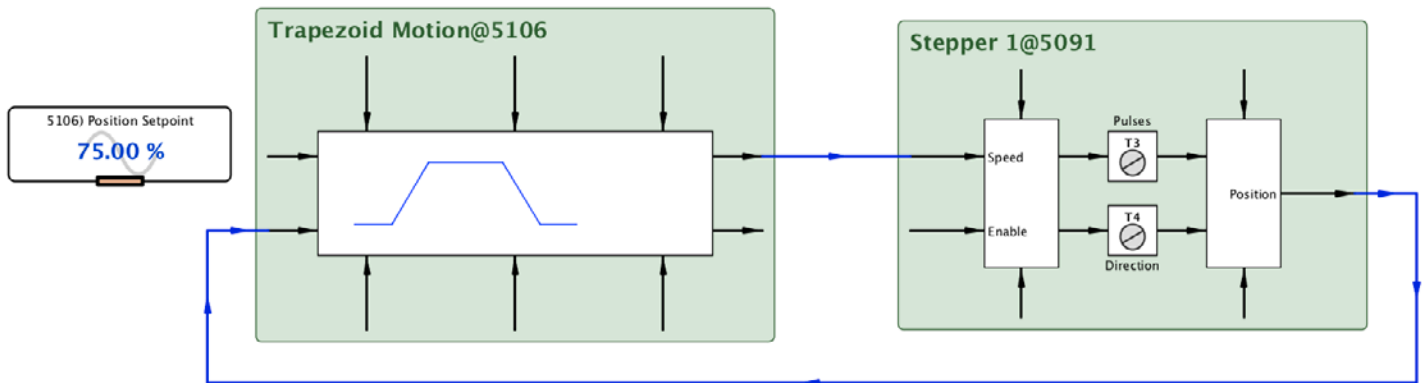 Trapezoid Motion@5106
Stepper 1@5091
5106) Position Setpoint
75.00 %
Pulses
T3
Speed
Position
T4
Enable
Direction